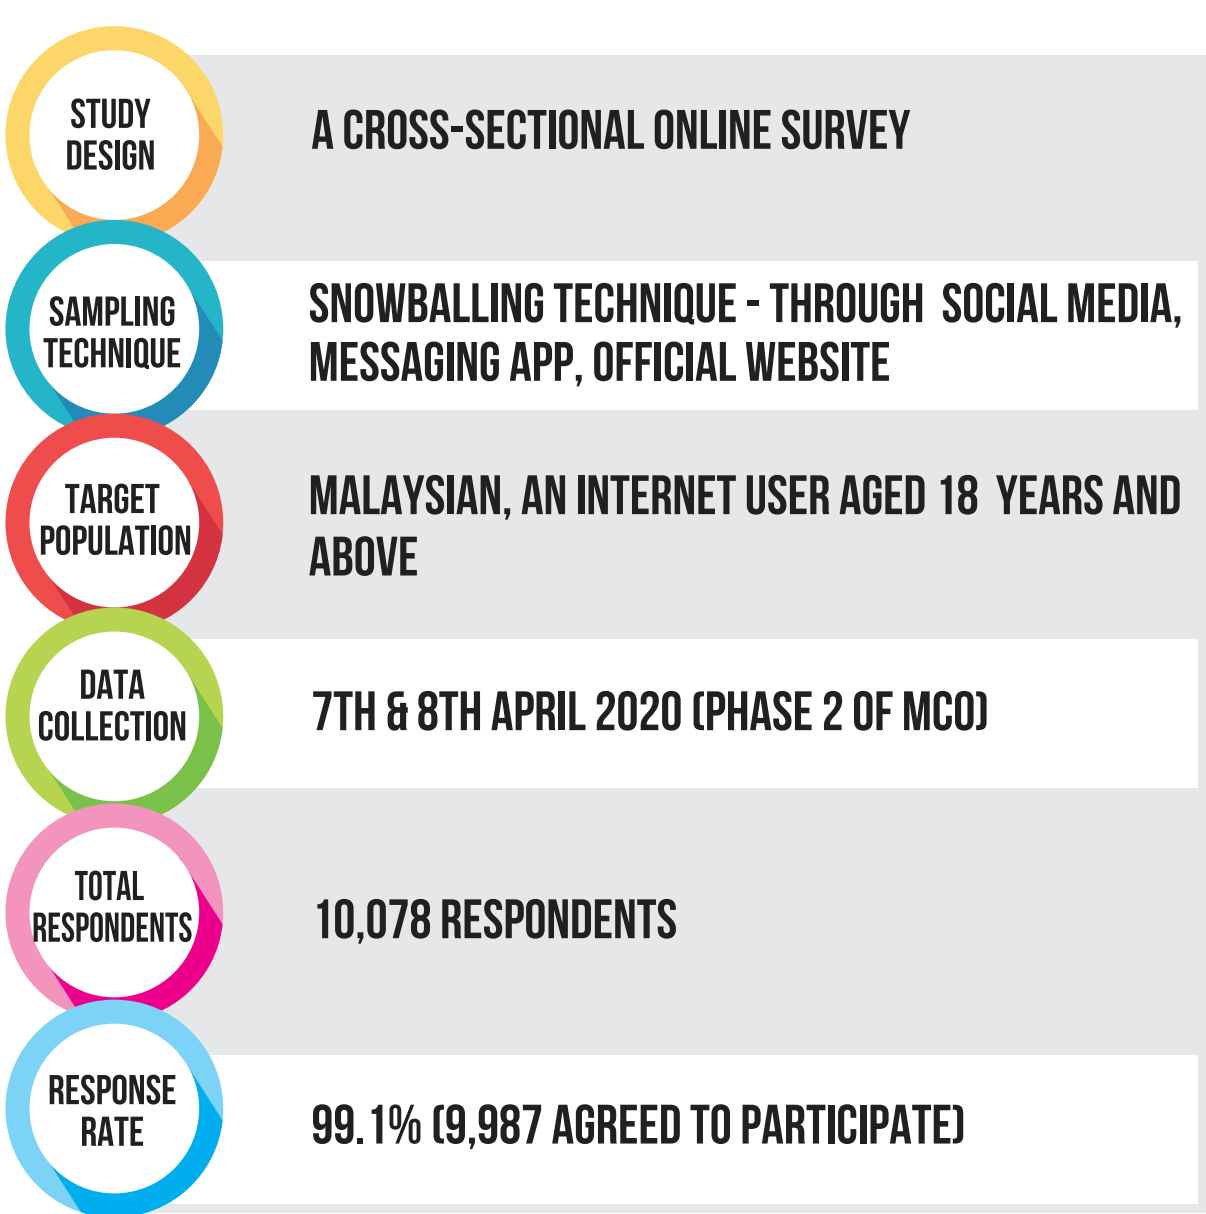 STUDY
DESIGN
A CROSS-SECTIONAL ONLINE SURVEY
SAMPLING
TECHNIQUE
SNOWBALLING TECHNIQUE - THROUGH SOCIAL MEDIA,
MESSAGING APP, OFFICIAL WEBSITE
TARGET
POPULATION
MALAYSIAN, AN INTERNET USER AGED 18 YEARS AND
ABOVE
DATA
COLLECTION
7TH & 8TH APRIL 2020 (PHASE 2 OF MCO)
TOTAL
RESPONDENTS
10,078 RESPONDENTS
RESPONSE
RATE
99.1% (9,987 AGREED TO PARTICIPATE)